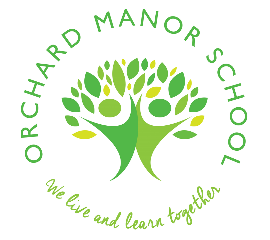 ORCHARD MANOR SCHOOL
We live and learn together